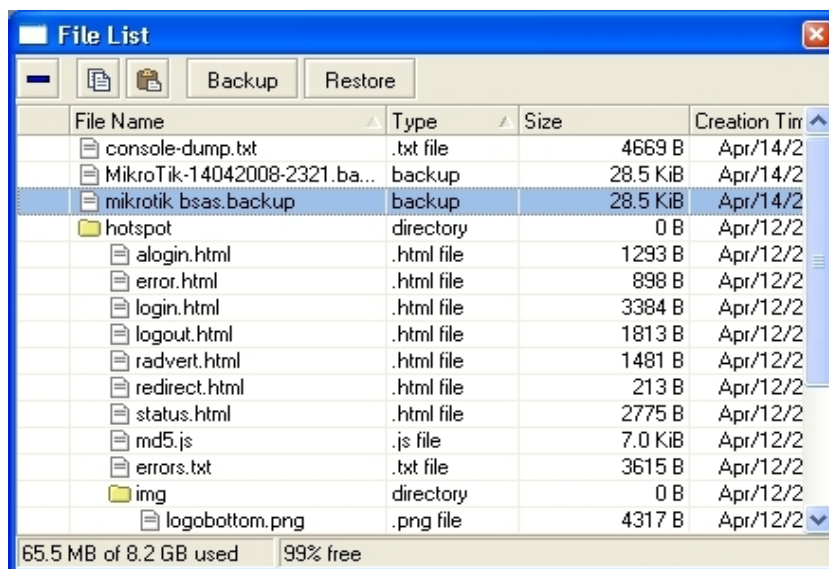 File List
Backup Restore
File Name Type Size Creation Tim
console-dump.txt .txt file 4669 B Apr/14/2
MikroTik-14042008-2321.ba... backup 28.5 KiB Apr/14/2
mikrotik bsas.backup backup 28.5 KiB Apr/14/2
hotspot directory 0 B Apr/12/2
alogin.html .html file 1293 B Apr/12/2
error.html .html file 898 B Apr/12/2
login.html .html file 3384 B Apr/12/2
logout.html .html file 1813 B Apr/12/2
radvert.html .html file 1481 B Apr/12/2
redirect.html .html file 213 B Apr/12/2
status.html .html file 2775 B Apr/12/2
md5.js .js file 7.0 KiB Apr/12/2
errors.txt .txt file 3615 B Apr/12/2
img directory 0 B Apr/12/2
logobottom.png .png file 4317 B Apr/12/2
65.5 MB of 8.2 GB used 99% free